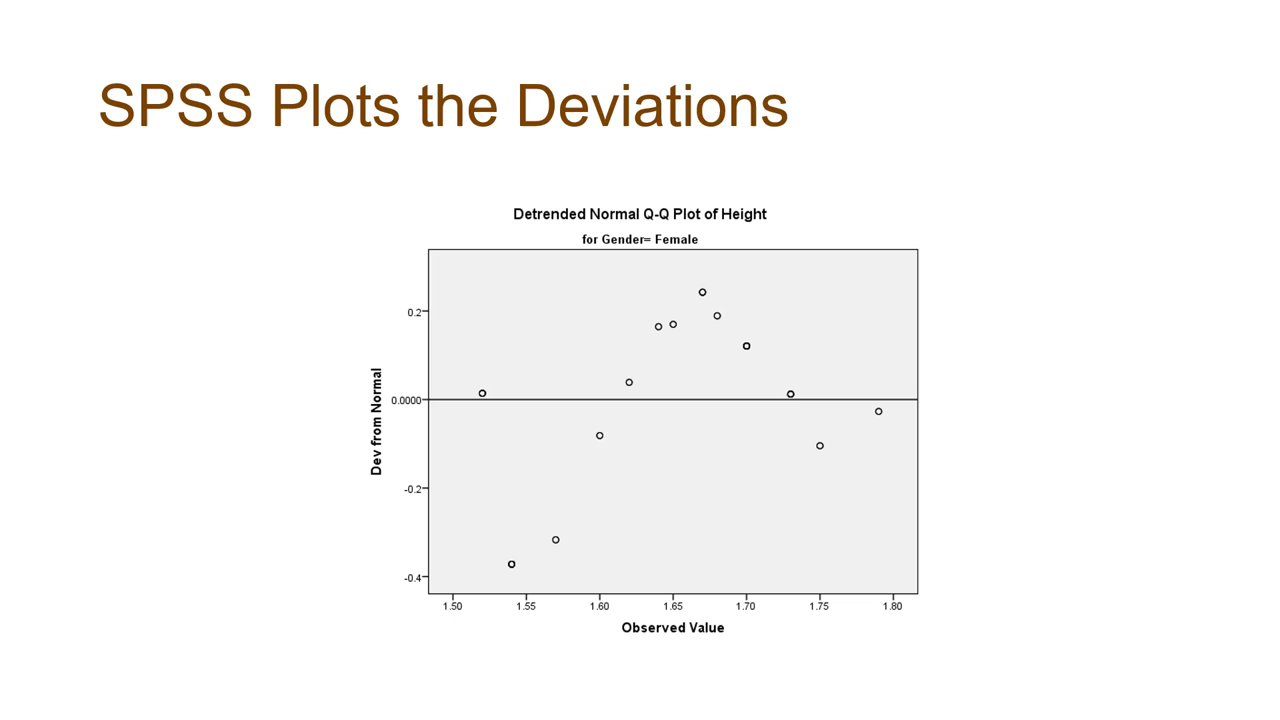 SPSS Plots the Deviations
Detrended Normal Q-Q Plot of Height
for Gender= Female
0.2
0.0000
-0.2
-0.4
Dev from Normal
1.50 1.55 1.60 1.65 1.70 1.75 1.80
Observed Value